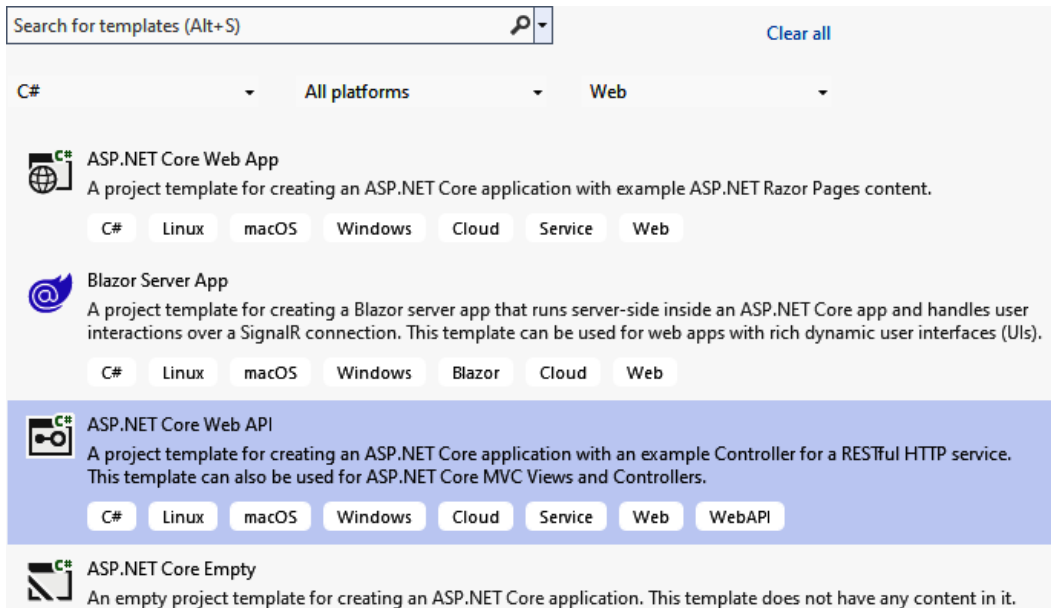 Search for templates (Alt+S)
Clear all
C# All platforms Web
C#
ASP.NET Core Web App
A project template for creating an ASP.NET Core application with example ASP.NET Razor Pages content.
C# Linux macOS Windows Cloud Service Web
@
Blazor Server App
A project template for creating a Blazor server app that runs server-side inside an ASP.NET Core app and handles user
interactions over a SignalR connection. This template can be used for web apps with rich dynamic user interfaces (UIs).
C# Linux macOS Windows Blazor Cloud Web
C#
ASP.NET Core Web API
A project template for creating an ASP.NET Core application with an example Controller for a RESTful HTTP service.
This template can also be used for ASP.NET Core MVC Views and Controllers.
C# Linux macOS Windows Cloud Service Web WebAPI
C#
ASP.NET Core Empty
An empty project template for creating an ASP.NET Core application. This template does not have any content in it.